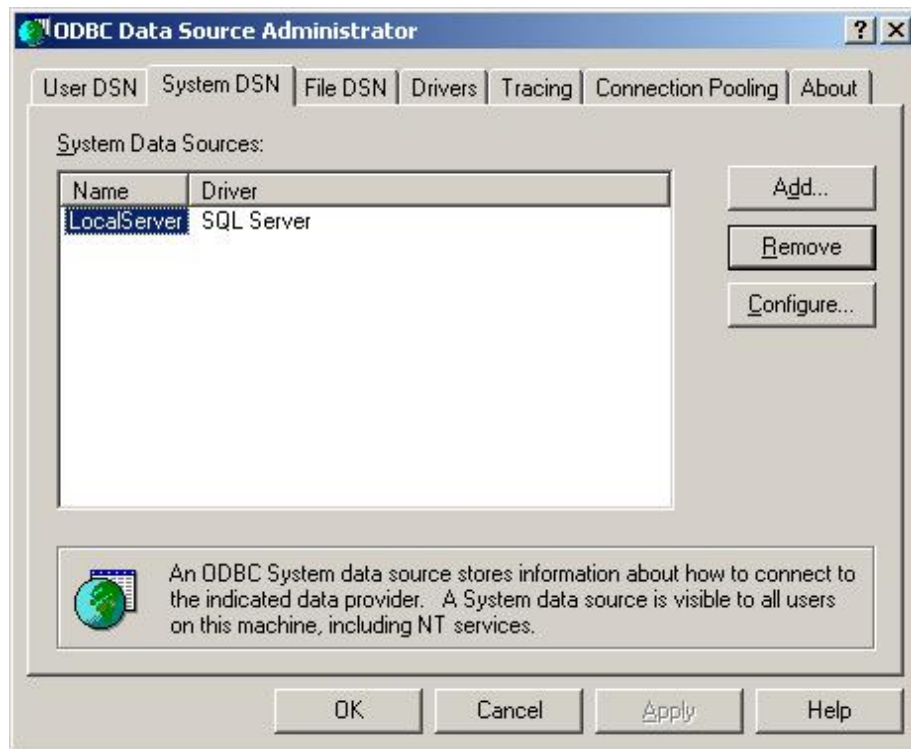 ODBC Data Source Administrator
User DSN System DSN File DSN Drivers Tracing Connection Pooling About
System Data Sources:
Name Driver
LocalServer SQL Server
Add...
Remove
Configure...
An ODBC System data source stores information about how to connect to
the indicated data provider. A System data source is visible to all users
on this machine, including NT services.
OK Cancel Apply Help